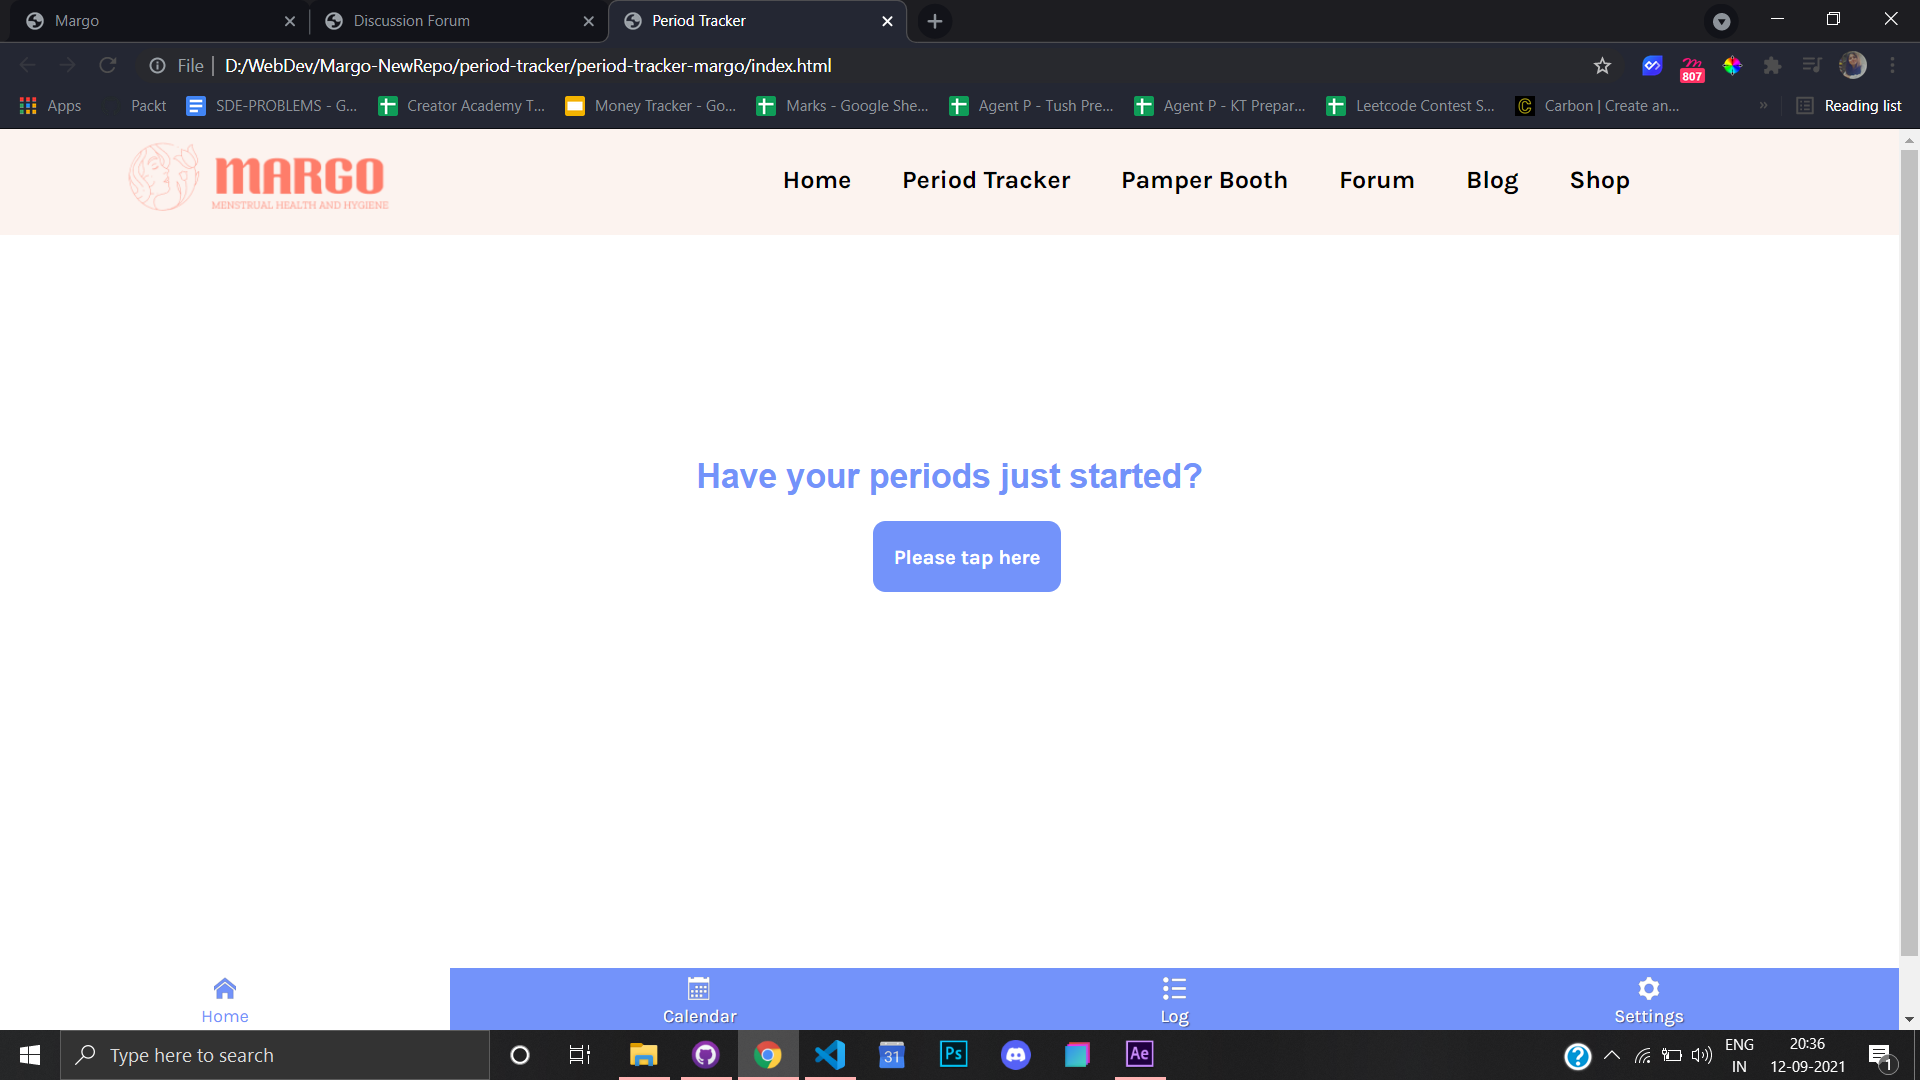 Margo
Discussion Forum
Period Tracker
File | D:/WebDev/Margo-NewRepo/period-tracker/period-tracker-margo/index.html
807
Apps Packt SDE-PROBLEMS - G... Creator Academy T... Money Tracker - Go... Marks - Google She... Agent P - Tush Pre... Agent P - KT Prepar... Leetcode Contest S... Carbon | Create an... » Reading list
MARGO
MENSTRUAL HEALTH AND HYGIENE
Home Period Tracker Pamper Booth Forum Blog Shop
Have your periods just started?
Please tap here
Home Calendar Log Settings
Type here to search
31
Ps
Ae
ENG
IN
20:36
12-09-2021
1